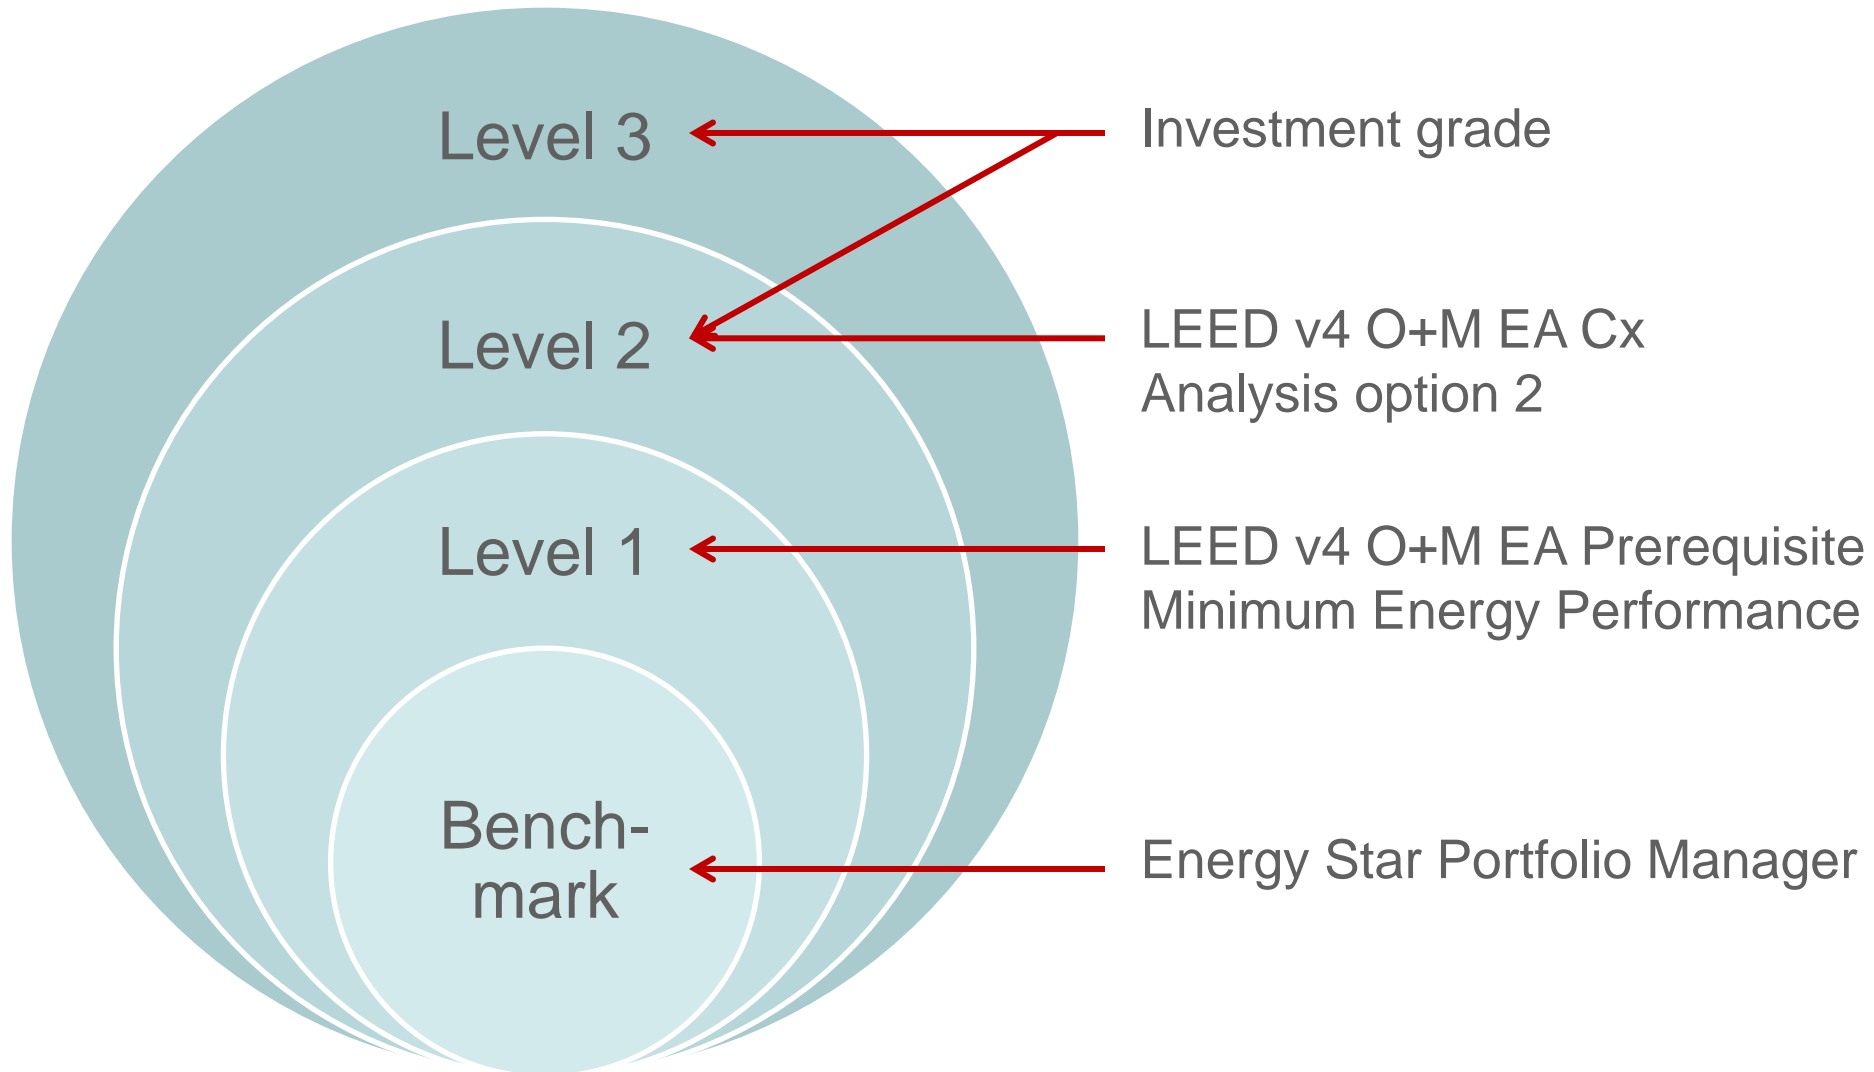 Level 3
Investment grade
Level 2
LEED v4 O+M EA Cx
Analysis option 2
Level 1
LEED v4 O+M EA Prerequisite
Minimum Energy Performance
Bench-
mark
Energy Star Portfolio Manager